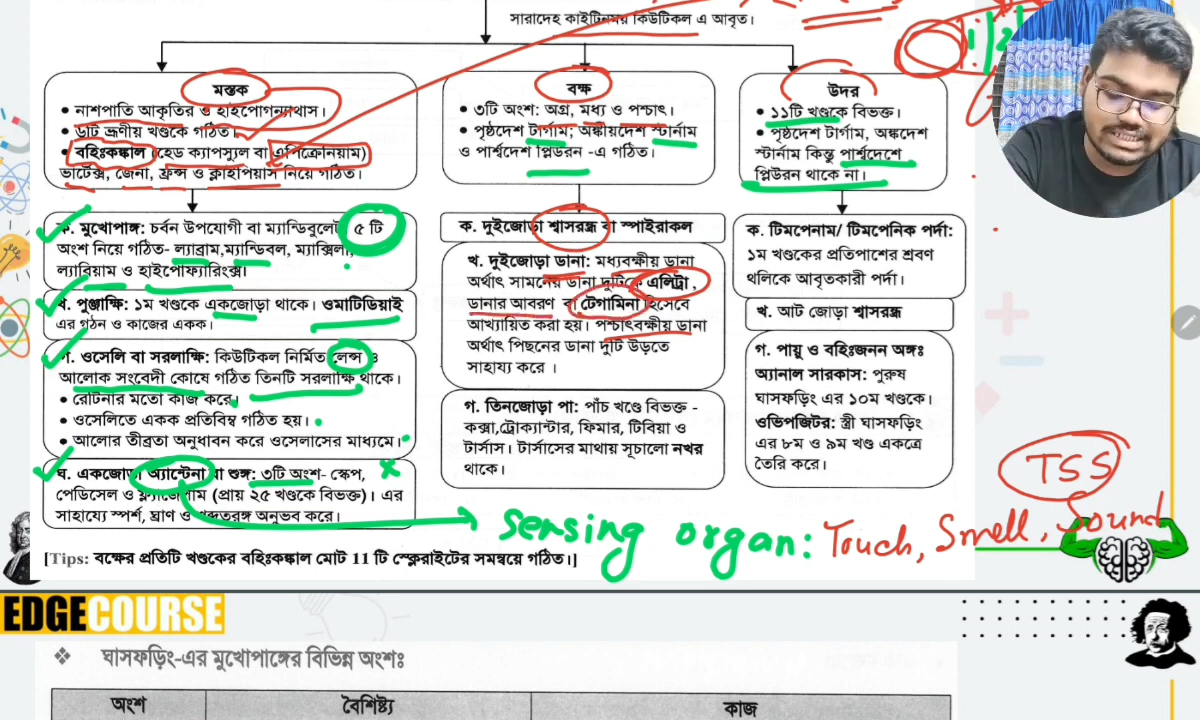 সারাদেহ কাইটিনময় কিউটিকল এ আবৃত।
1/2
মস্তক
• নাশপাতি আকৃতির ও হাইপোগন্যাথাস।
• ৬টি ভ্রূণীয় খণ্ডকে গঠিত।
• বহিঃকঙ্কাল (হেড ক্যাপস্যুল বা এপিক্রেনিয়াম)
ভার্টেক্স, জেনা, ফ্রন্স ও ক্লাইপিয়াস নিয়ে গঠিত।
ক. মুখোপাঙ্গ: চর্বন উপযোগী বা ম্যান্ডিবুলেট ৫ টি
অংশ নিয়ে গঠিত- ল্যাব্রাম,ম্যান্ডিবল, ম্যাক্সিলা,
ল্যাবিয়াম ও হাইপোফ্যারিংক্স।
খ. পুঞ্জাক্ষি: ১ম খণ্ডকে একজোড়া থাকে। ওমাটিডিয়াই
এর গঠন ও কাজের একক।
গ. ওসেলি বা সরলাক্ষি: কিউটিকল নির্মিত লেন্স ও
আলোক সংবেদী কোষে গঠিত তিনটি সরলাক্ষি থাকে।
• রেটিনার মতো কাজ করে।
• ওসেলিতে একক প্রতিবিম্ব গঠিত হয়।
• আলোর তীব্রতা অনুধাবন করে ওসেলাসের মাধ্যমে।
ঘ. একজোড়া অ্যান্টেনা বা শুঙ্গ: ৩টি অংশ- স্কেপ,
পেডিসেল ও ফ্ল্যাজেলাম (প্রায় ২৫ খণ্ডকে বিভক্ত)। এর
সাহায্যে স্পর্শ, ঘ্রাণ ও শব্দতরঙ্গ অনুভব করে।
বক্ষ
• ৩টি অংশ: অগ্র, মধ্য ও পশ্চাৎ।
• পৃষ্ঠদেশ টার্গাম; অঙ্কীয়দেশ স্টার্নাম
ও পার্শ্বদেশ প্লিউরন -এ গঠিত।
ক. দুইজোড়া শ্বাসরন্ধ্র বা স্পাইরাকল
খ. দুইজোড়া ডানা: মধ্যবক্ষীয় ডানা
অর্থাৎ সামনের ডানা দুটিকে এলিট্রা,
ডানার আবরণ বা টেগামিনা হিসেবে
আখ্যায়িত করা হয়। পশ্চাৎবক্ষীয় ডানা
অর্থাৎ পিছনের ডানা দুটি উড়তে
সাহায্য করে ।
গ. তিনজোড়া পা: পাঁচ খণ্ডে বিভক্ত -
কক্সা,ট্রোক্যান্টার, ফিমার, টিবিয়া ও
টার্সাস। টার্সাসের মাথায় সূচালো নখর
থাকে।
উদর
• ১১টি খণ্ডকে বিভক্ত।
• পৃষ্ঠদেশ টার্গাম, অঙ্কদেশ
স্টার্নাম কিন্তু পার্শ্বদেশে
প্লিউরন থাকে না।
ক. টিমপেনাম/ টিমপেনিক পর্দা:
১ম খণ্ডকের প্রতিপাশের শ্রবণ
থলিকে আবৃতকারী পর্দা।
খ. আট জোড়া শ্বাসরন্ধ্র
গ. পায়ু ও বহিঃজনন অঙ্গঃ
অ্যানাল সারকাস: পুরুষ
ঘাসফড়িং এর ১০ম খণ্ডকে।
ওভিপজিটর: স্ত্রী ঘাসফড়িং
এর ৮ম ও ৯ম খণ্ড একত্রে
তৈরি করে।
TSS
Sensing organ: Touch, Smell, Sound
[Tips: বক্ষের প্রতিটি খণ্ডকের বহিঃকঙ্কাল মোট 11 টি স্ক্লেরাইটের সমন্বয়ে গঠিত।]
EDGECOURSE
❖ ঘাসফড়িং-এর মুখোপাঙ্গের বিভিন্ন অংশঃ
অংশ বৈশিষ্ট্য কাজ